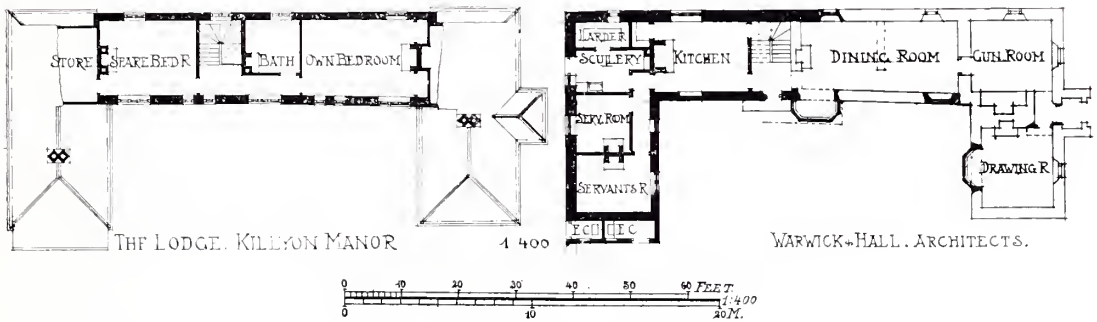 STORE SPARE BED R. BATH OWN BEDROOM
LARDER
SCULLERY KITCHEN DINING ROOM GUN. ROOM
SERV. ROOM
SERVANTS R
DRAWING R
E C E C
THE LODGE. KILLYON MANOR 1 400 WARWICK & HALL. ARCHITECTS.
0 10 20 30 40 50 60 FEET.
1:400
0 10 20 M.